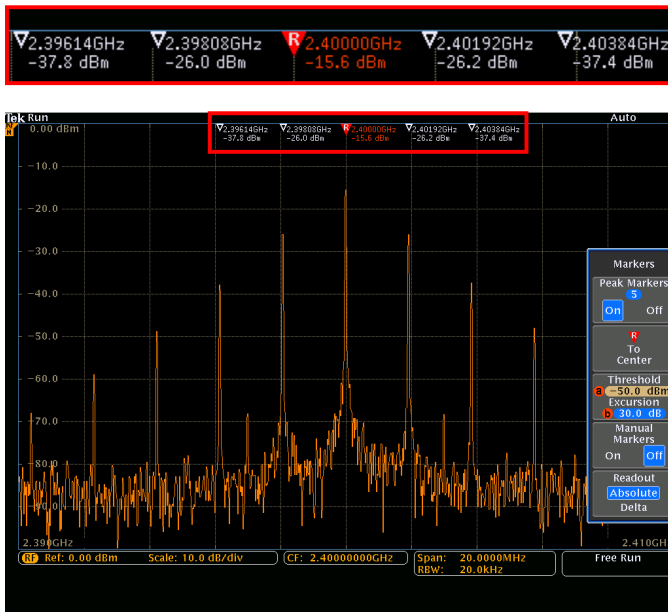 2.39614GHz 2.39808GHz R 2.40000GHz 2.40192GHz 2.40384GHz
-37.8 dBm -26.0 dBm -15.6 dBm -26.2 dBm -37.4 dBm
Tek Run Auto
0.00 dBm
2.39614GHz 2.39808GHz R 2.40000GHz 2.40192GHz 2.40384GHz
-37.8 dBm -26.0 dBm -15.6 dBm -26.2 dBm -37.4 dBm
-10.0
-20.0
-30.0
-40.0
-50.0
-60.0
-70.0
-80.0
-90.0
2.390GHz 2.410GH
Markers
Peak Markers
5
On Off
R
To
Center
Threshold
a -50.0 dBm
Excursion
b 30.0 dB
Manual
Markers
On Off
Readout
Absolute
Delta
RF Ref: 0.00 dBm Scale: 10.0 dB/div CF: 2.40000000GHz Span: 20.0000MHz Free Run
RBW: 20.0kHz